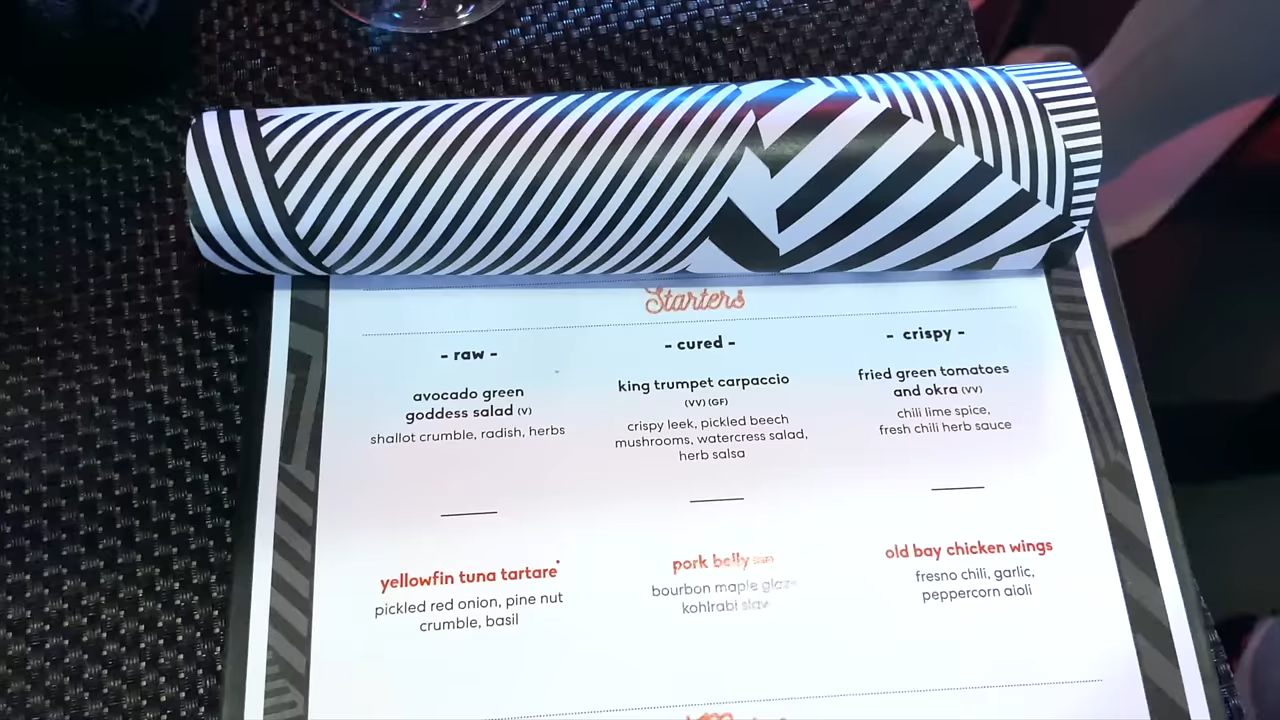 Starters
- raw -
avocado green
goddess salad (V)
shallot crumble, radish, herbs
yellowfin tuna tartare*
pickled red onion, pine nut
crumble, basil
- cured -
king trumpet carpaccio
(VV) (GF)
crispy leek, pickled beech
mushrooms, watercress salad,
herb salsa
pork belly
bourbon maple glaze
kohlrabi slaw
- crispy -
fried green tomatoes
and okra (VV)
chili lime spice,
fresh chili herb sauce
old bay chicken wings
fresno chili, garlic,
peppercorn aioli